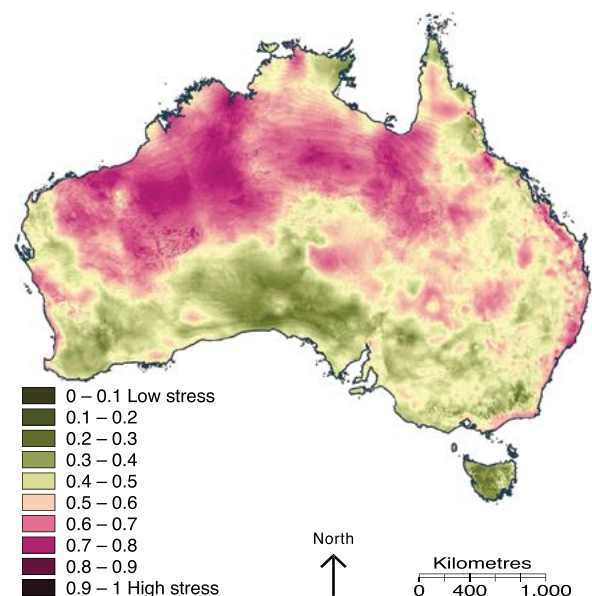 0 – 0.1 Low stress
0.1 – 0.2
0.2 – 0.3
0.3 – 0.4
0.4 – 0.5
0.5 – 0.6
0.6 – 0.7
0.7 – 0.8
0.8 – 0.9
0.9 – 1 High stress
North
Kilometres
0 400 1,000